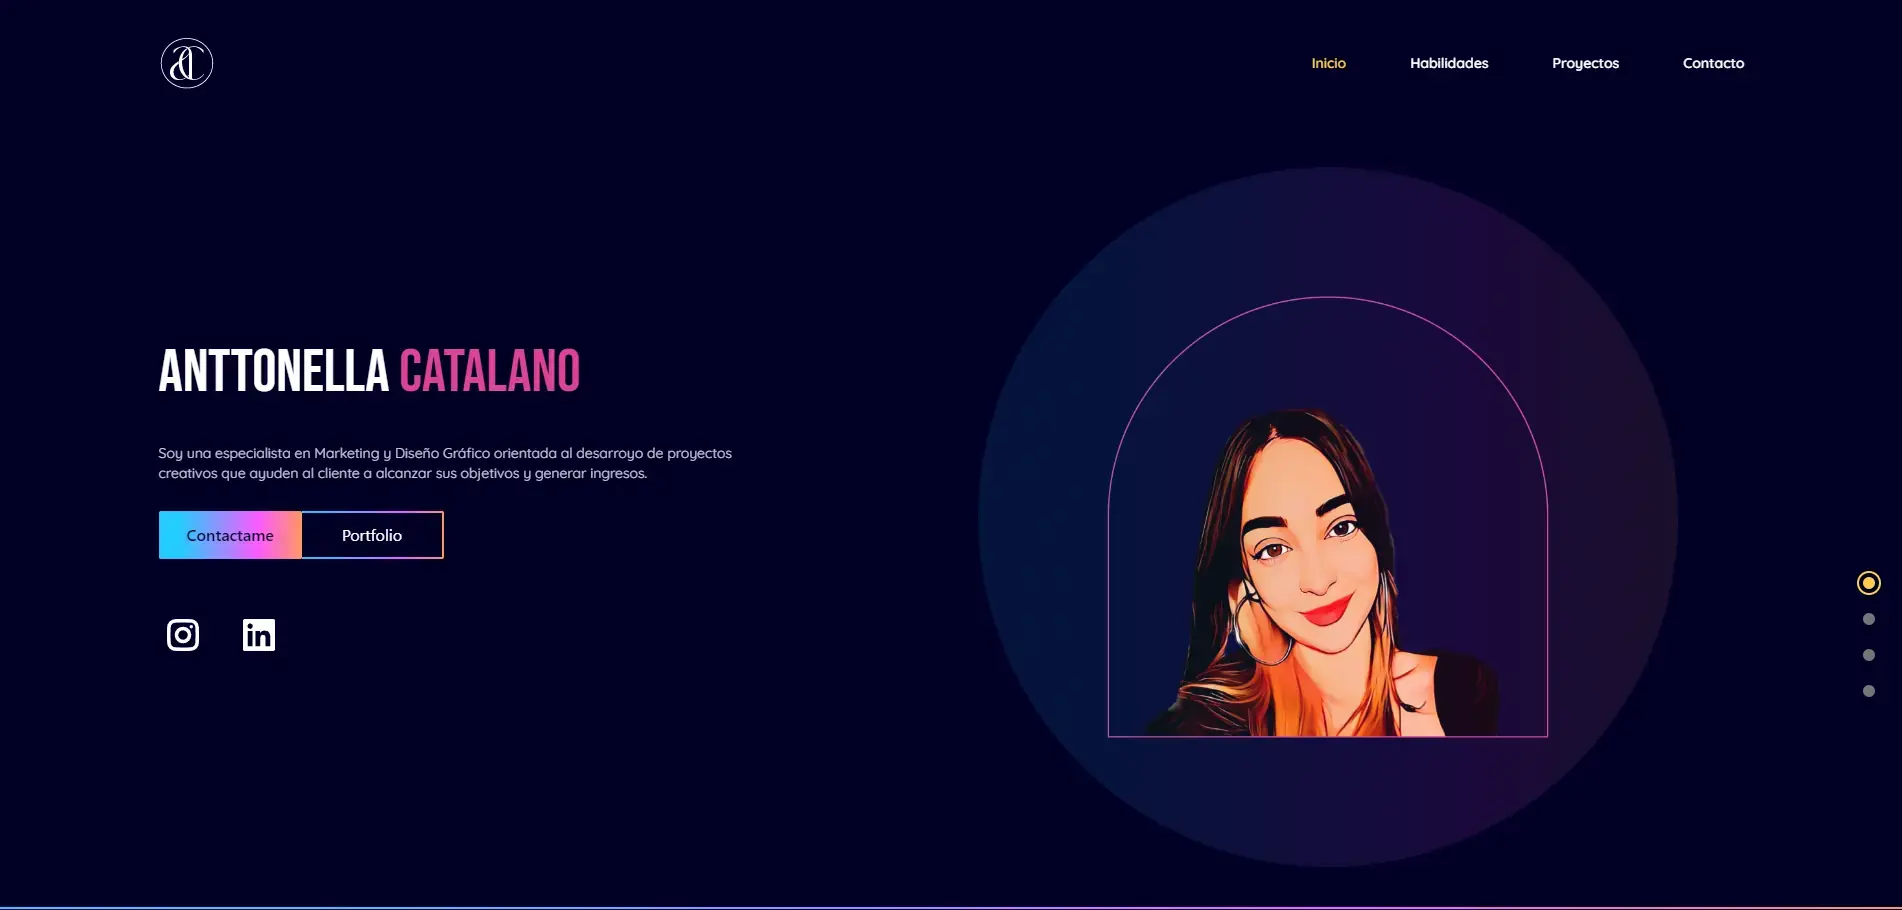 aC
Inicio Habilidades Proyectos Contacto
ANTTONELLA CATALANO
Soy una especialista en Marketing y Diseño Gráfico orientada al desarroyo de proyectos
creativos que ayuden al cliente a alcanzar sus objetivos y generar ingresos.
Contactame Portfolio
in